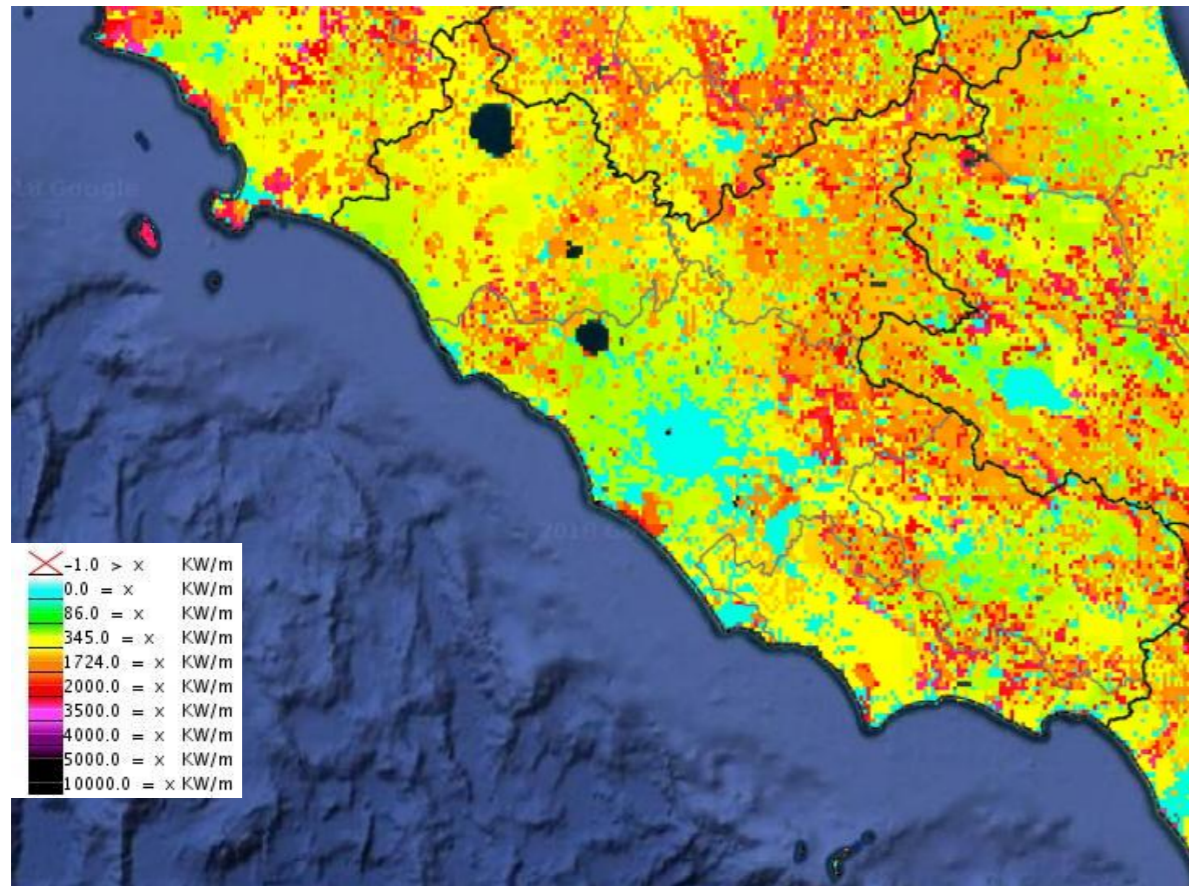 -1.0 > x KW/m
0.0 = x KW/m
86.0 = x KW/m
345.0 = x KW/m
1724.0 = x KW/m
2000.0 = x KW/m
3500.0 = x KW/m
4000.0 = x KW/m
5000.0 = x KW/m
10000.0 = x KW/m
Google